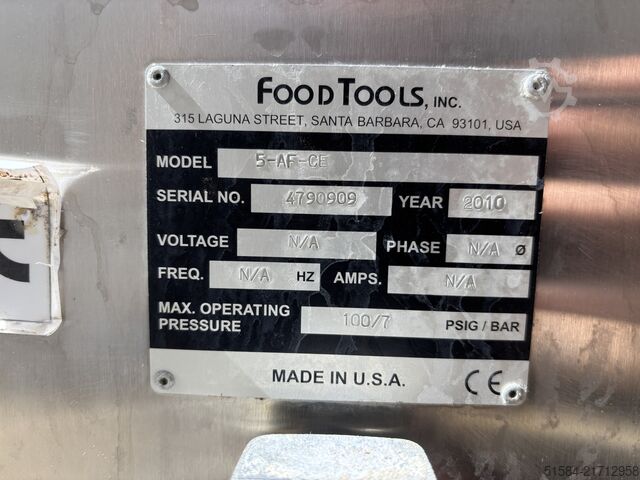 FOODTOOLS, INC.
315 LAGUNA STREET, SANTA BARBARA, CA 93101, USA
MODEL 5-AF-CE
SERIAL NO. 4790909 YEAR 2010
VOLTAGE N/A PHASE N/A Ø
FREQ. N/A HZ AMPS. N/A
MAX. OPERATING
PRESSURE 100/7 PSIG / BAR
MADE IN U.S.A. CE
51584-21712958